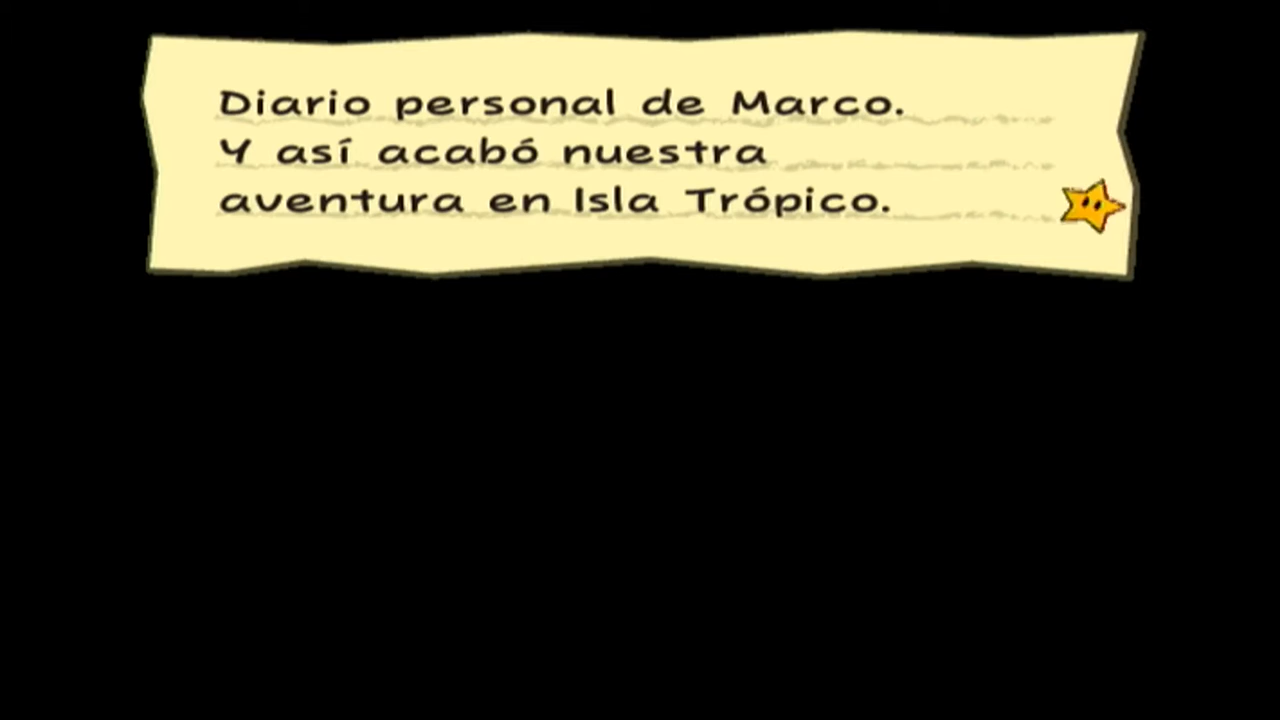 Diario personal de Marco.
Y así acabó nuestra
aventura en Isla Trópico.